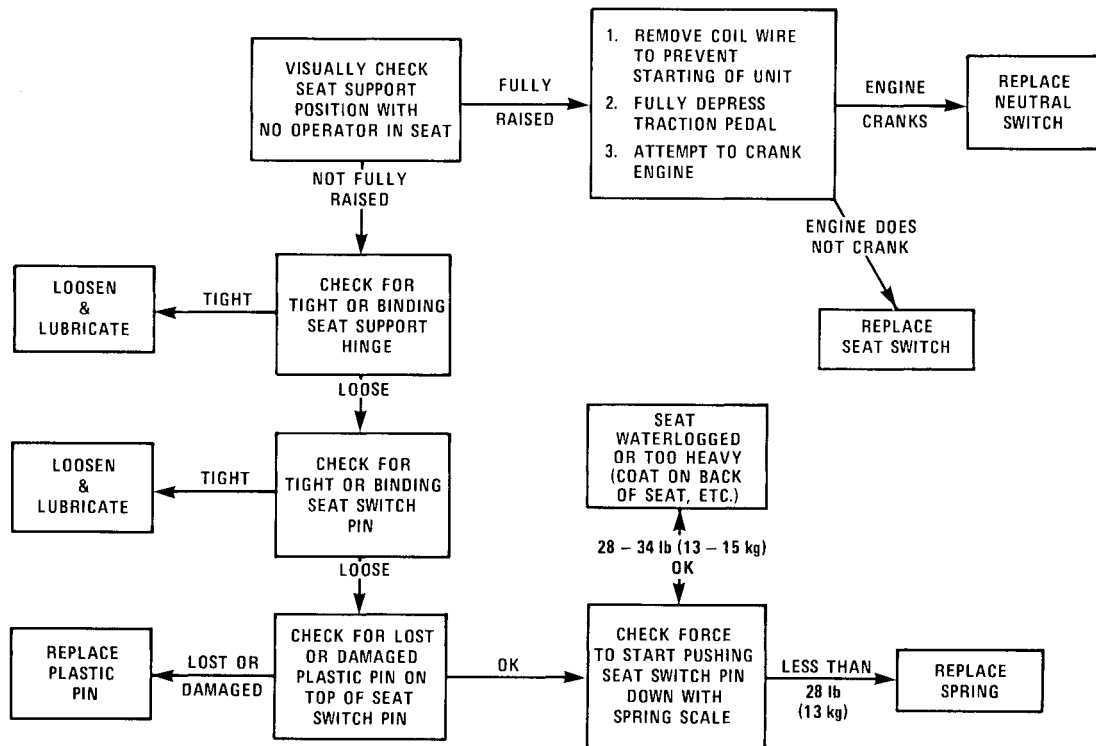 VISUALLY CHECK
SEAT SUPPORT
POSITION WITH
NO OPERATOR IN SEAT
FULLY
RAISED
1. REMOVE COIL WIRE
TO PREVENT
STARTING OF UNIT
2. FULLY DEPRESS
TRACTION PEDAL
3. ATTEMPT TO CRANK
ENGINE
ENGINE
CRANKS
REPLACE
NEUTRAL
SWITCH
NOT FULLY
RAISED
ENGINE DOES
NOT CRANK
REPLACE
SEAT SWITCH
LOOSEN
&
LUBRICATE
TIGHT
CHECK FOR
TIGHT OR BINDING
SEAT SUPPORT
HINGE
LOOSE
LOOSEN
&
LUBRICATE
TIGHT
CHECK FOR
TIGHT OR BINDING
SEAT SWITCH
PIN
SEAT
WATERLOGGED
OR TOO HEAVY
(COAT ON BACK
OF SEAT, ETC.)
28 – 34 lb (13 – 15 kg)
OK
LOOSE
REPLACE
PLASTIC
PIN
LOST OR
DAMAGED
CHECK FOR LOST
OR DAMAGED
PLASTIC PIN ON
TOP OF SEAT
SWITCH PIN
OK
CHECK FORCE
TO START PUSHING
SEAT SWITCH PIN
DOWN WITH
SPRING SCALE
LESS THAN
28 lb
(13 kg)
REPLACE
SPRING